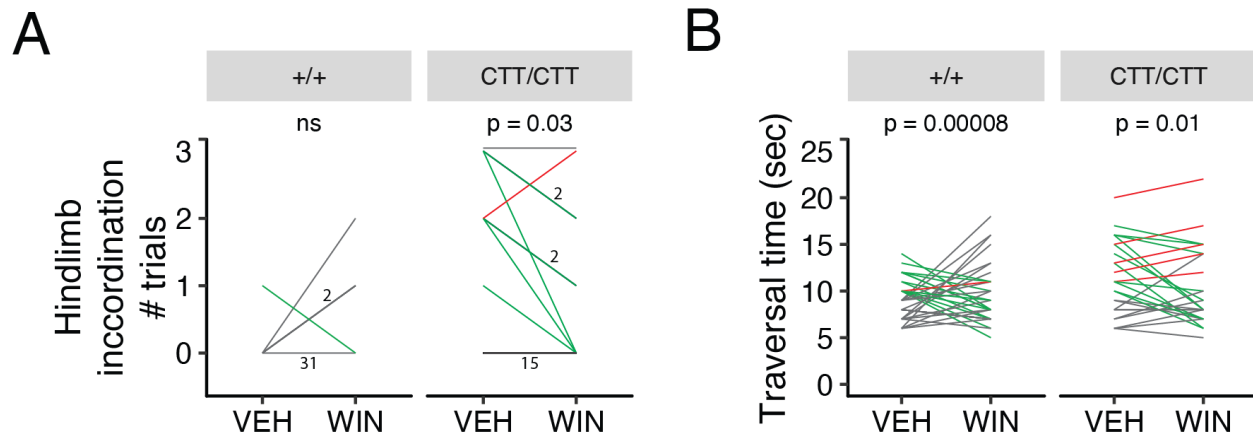 A
+/+
CTT/CTT
ns
p = 0.03
Hindlimb
inccordination
# trials
3
2
1
0
2
31
2
2
15
VEH
WIN
VEH
WIN
B
+/+
CTT/CTT
p = 0.00008
p = 0.01
Traversal time (sec)
25
20
15
10
5
0
VEH
WIN
VEH
WIN